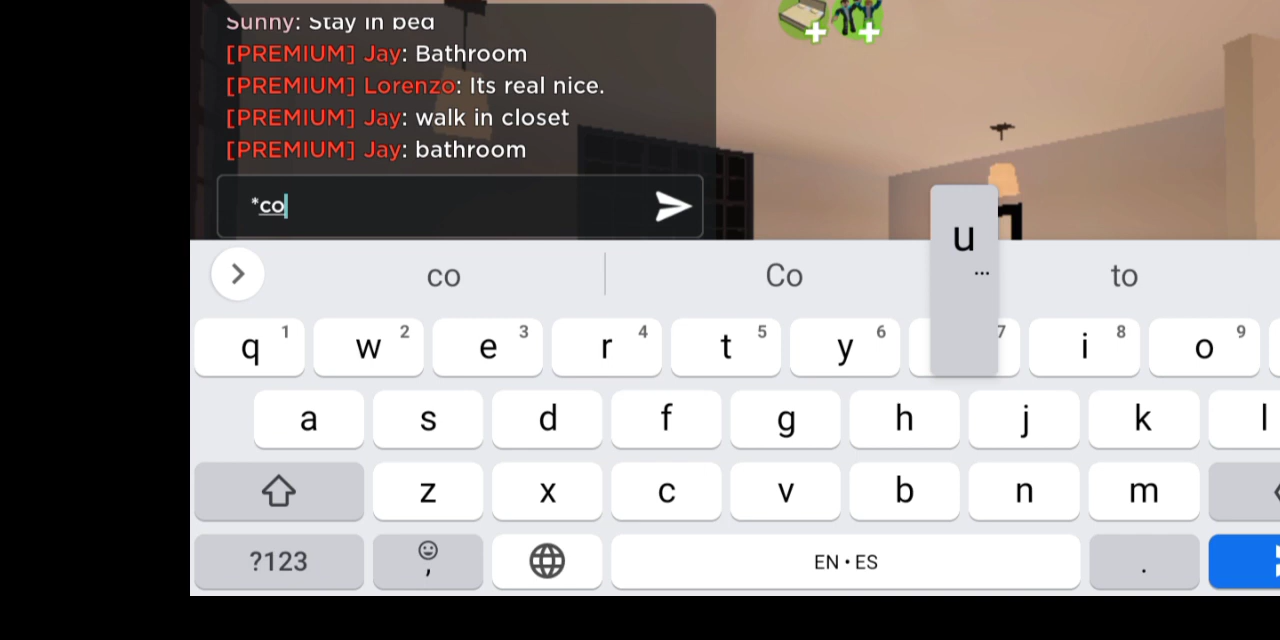 Sunny: Stay in bed
[PREMIUM] Jay: Bathroom
[PREMIUM] Lorenzo: Its real nice.
[PREMIUM] Jay: walk in closet
[PREMIUM] Jay: bathroom
*co
u
...
co Co to
q 1 w 2 e 3 r 4 t 5 y 6 7 i 8 o 9
a s d f g h j k l
z x c v b n m
?123 , EN • ES .